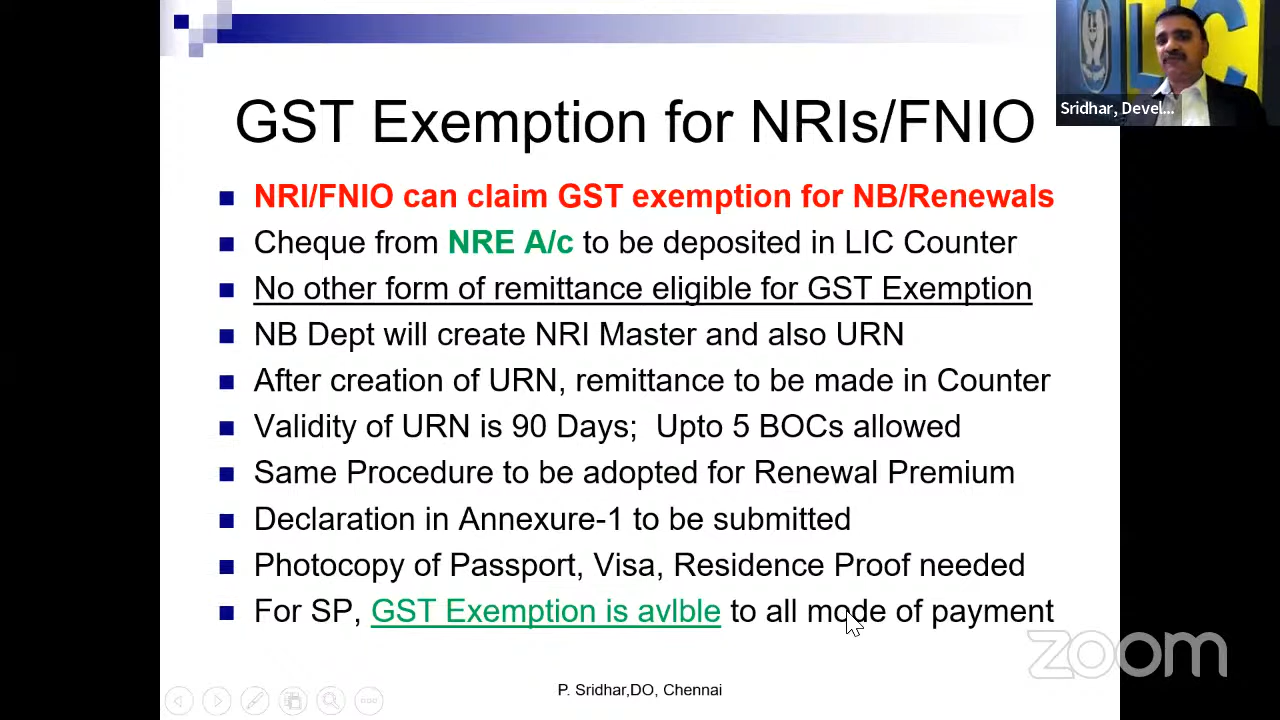 GST Exemption for NRIs/FNIO
NRI/FNIO can claim GST exemption for NB/Renewals
Cheque from NRE A/c to be deposited in LIC Counter
No other form of remittance eligible for GST Exemption
NB Dept will create NRI Master and also URN
After creation of URN, remittance to be made in Counter
Validity of URN is 90 Days; Upto 5 BOCs allowed
Same Procedure to be adopted for Renewal Premium
Declaration in Annexure-1 to be submitted
Photocopy of Passport, Visa, Residence Proof needed
For SP, GST Exemption is avlble to all mode of payment
P. Sridhar,DO, Chennai
LIC
Sridhar, Devel...
zoom